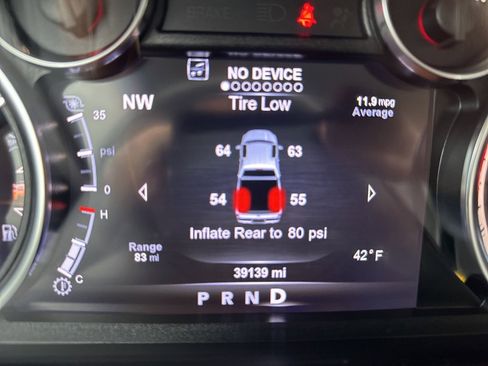 BRAKE
NO DEVICE
NW
Tire Low
11.9 mpg
Average
35
psi
0
64
63
54
55
H
Inflate Rear to 80 psi
Range
83 mi
42°F
C
39139 mi
P R N D